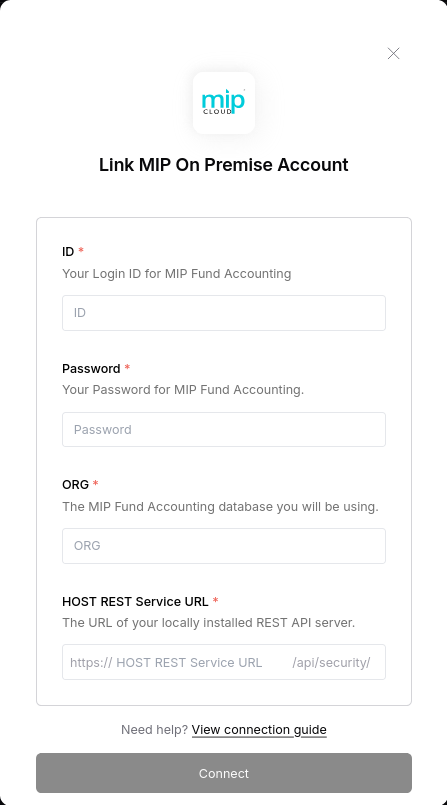 mip
CLOUD
Link MIP On Premise Account
ID *
Your Login ID for MIP Fund Accounting
ID
Password *
Your Password for MIP Fund Accounting.
Password
ORG *
The MIP Fund Accounting database you will be using.
ORG
HOST REST Service URL *
The URL of your locally installed REST API server.
https:// HOST REST Service URL /api/security/
Need help? View connection guide
Connect